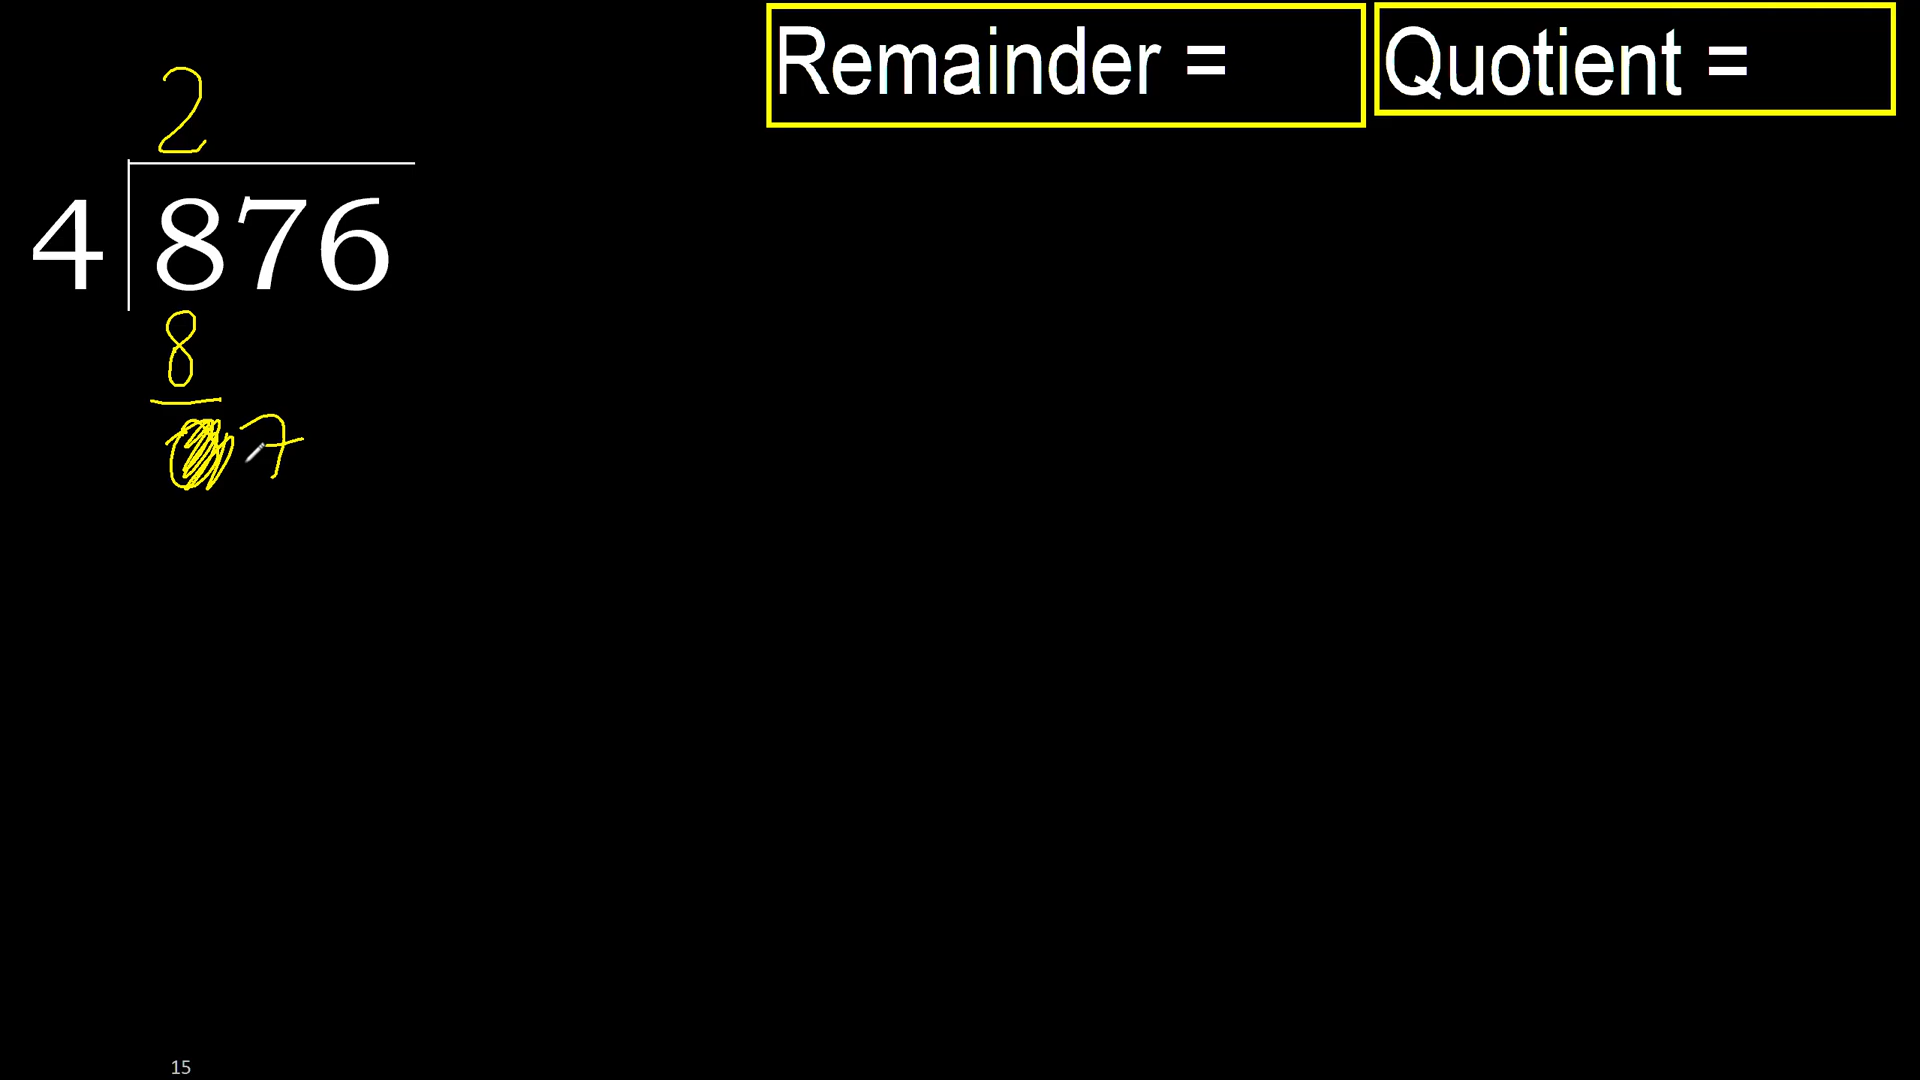 Remainder =
Quotient =
2
4 876
8
7
15